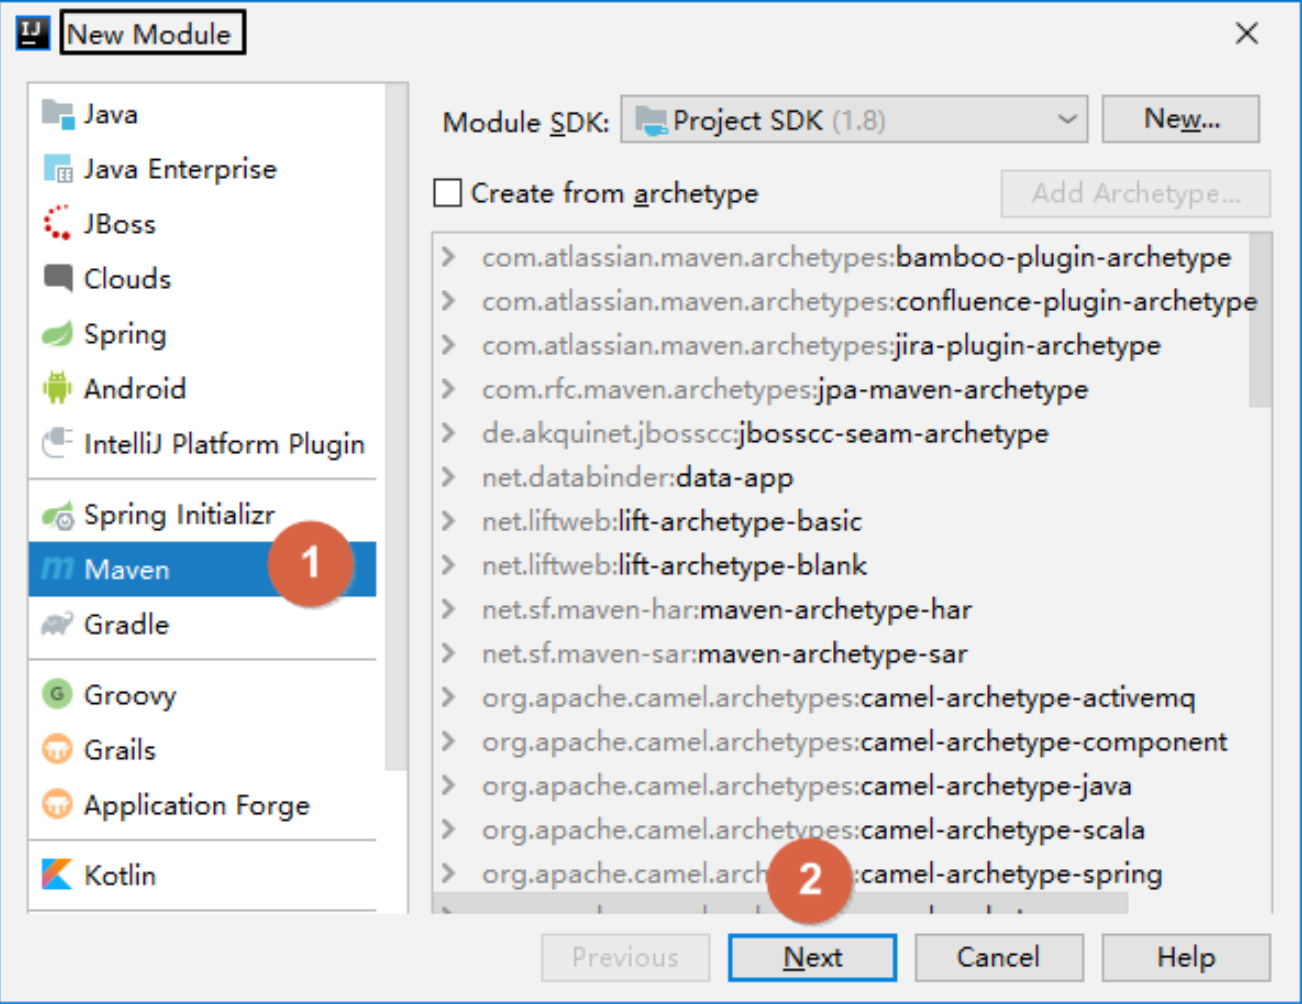 New Module
Java
Java Enterprise
JBoss
Clouds
Spring
Android
IntelliJ Platform Plugin
Spring Initializr
Maven
1
Gradle
Groovy
Grails
Application Forge
Kotlin
Module SDK: Project SDK (1.8) New...
Create from archetype Add Archetype...
com.atlassian.maven.archetypes:bamboo-plugin-archetype
com.atlassian.maven.archetypes:confluence-plugin-archetype
com.atlassian.maven.archetypes:jira-plugin-archetype
com.rfc.maven.archetypes:jpa-maven-archetype
de.akquinet.jbosscc:jbosscc-seam-archetype
net.databinder:data-app
net.liftweb:lift-archetype-basic
net.liftweb:lift-archetype-blank
net.sf.maven-har:maven-archetype-har
net.sf.maven-sar:maven-archetype-sar
org.apache.camel.archetypes:camel-archetype-activemq
org.apache.camel.archetypes:camel-archetype-component
org.apache.camel.archetypes:camel-archetype-java
org.apache.camel.archetypes:camel-archetype-scala
org.apache.camel.arch :camel-archetype-spring
2
Previous Next Cancel Help